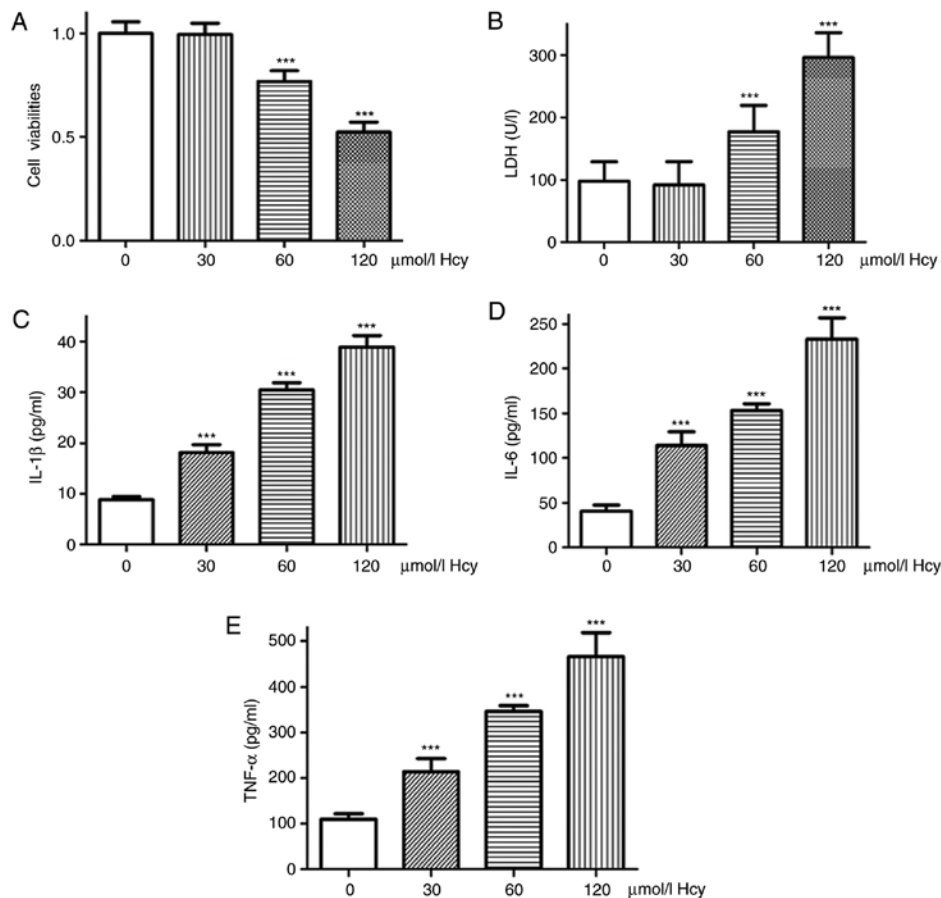 A
Cell viabilities
1.0
0.5
0.0
***
***
0 30 60 120 μmol/l Hcy
B
LDH (U/l)
300
200
100
0
***
***
0 30 60 120 μmol/l Hcy
C
IL-1β (pg/ml)
40
30
20
10
0
***
***
***
0 30 60 120 μmol/l Hcy
D
IL-6 (pg/ml)
250
200
150
100
50
0
***
***
***
0 30 60 120 μmol/l Hcy
E
TNF-α (pg/ml)
500
400
300
200
100
0
***
***
***
0 30 60 120 μmol/l Hcy